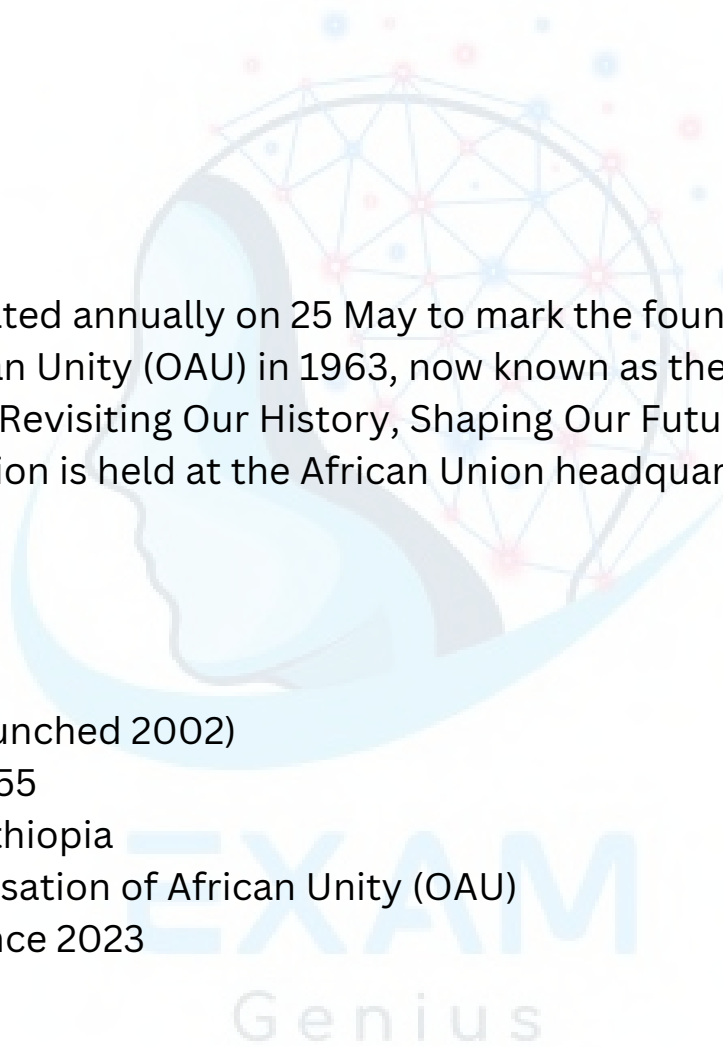 ted annually on 25 May to mark the foun
n Unity (OAU) in 1963, now known as the
Revisiting Our History, Shaping Our Futu
ion is held at the African Union headquar
unched 2002)
55
thiopia
sation of African Unity (OAU)
nce 2023
EXAM
Genius